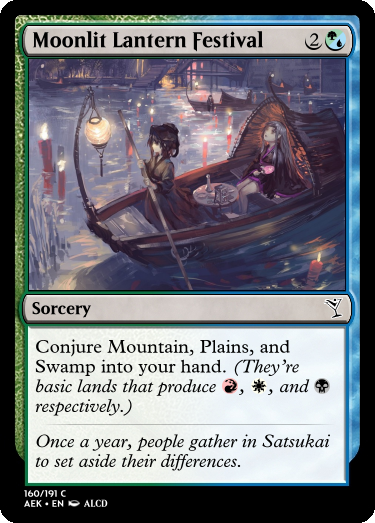 Moonlit Lantern Festival 2
Sorcery
Conjure Mountain, Plains, and
Swamp into your hand. (They're
basic lands that produce , , and
respectively.)
Once a year, people gather in Satsukai
to set aside their differences.
160/191 C
AEK • EN ALCD